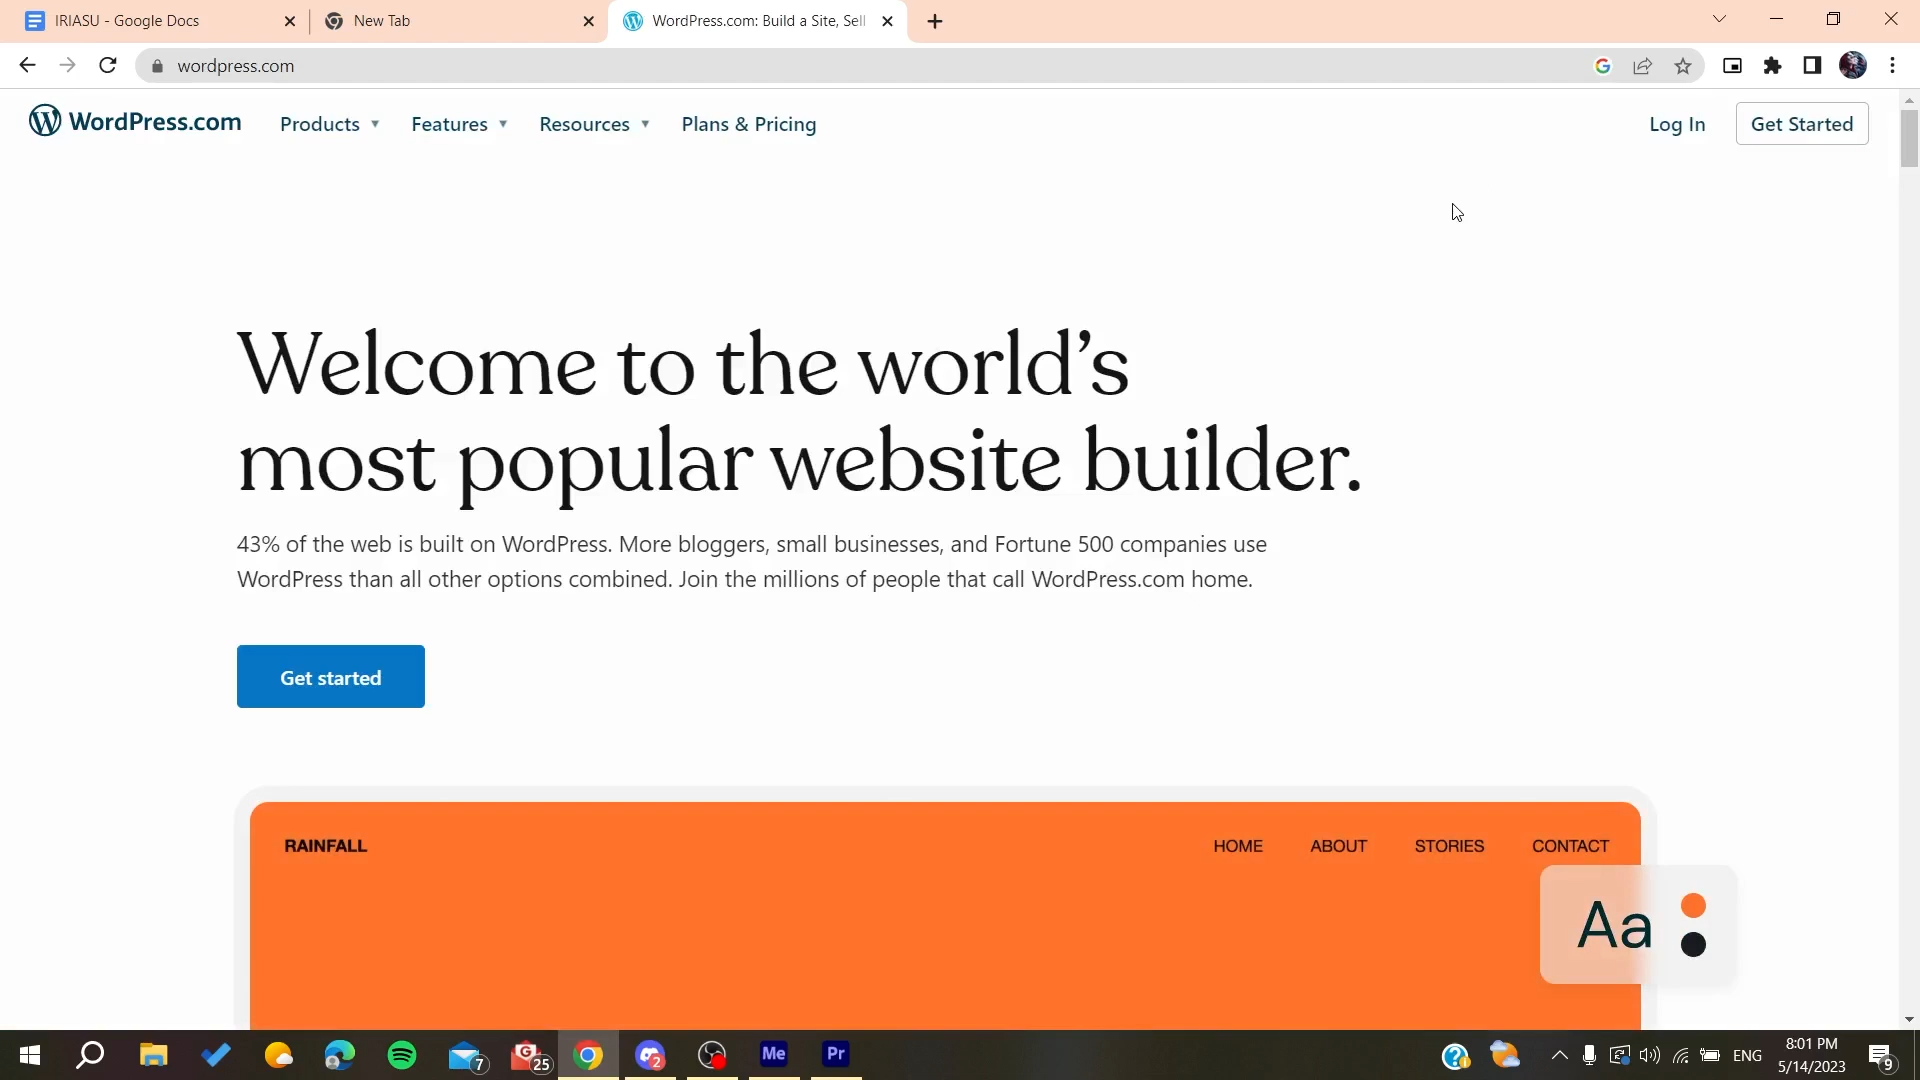 IRIASU - Google Docs
New Tab
WordPress.com: Build a Site, Sell
wordpress.com
WordPress.com
Products
Features
Resources
Plans & Pricing
Log In
Get Started
Welcome to the world's
most popular website builder.
43% of the web is built on WordPress. More bloggers, small businesses, and Fortune 500 companies use
WordPress than all other options combined. Join the millions of people that call WordPress.com home.
Get started
RAINFALL
HOME
ABOUT
STORIES
CONTACT
Aa
7
25
2
Me
Pr
ENG
8:01 PM
5/14/2023
9